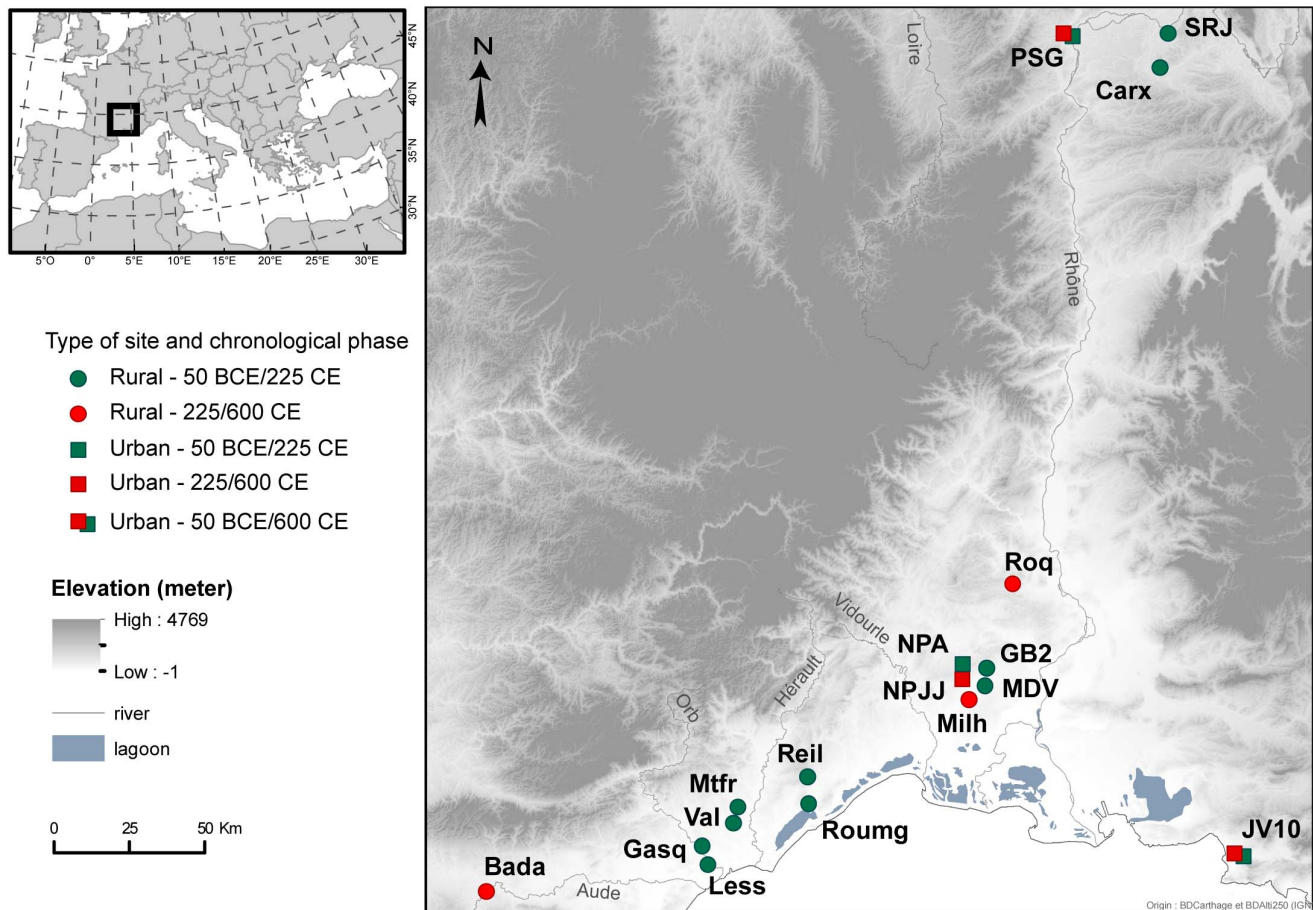 45°N
40°N
35°N
30°N
5°O 0° 5°E 10°E 15°E 20°E 25°E 30°E
Type of site and chronological phase
Rural - 50 BCE/225 CE
Rural - 225/600 CE
Urban - 50 BCE/225 CE
Urban - 225/600 CE
Urban - 50 BCE/600 CE
Elevation (meter)
High : 4769
Low : -1
river
lagoon
0 25 50 Km
N
Loire
PSG
SRJ
Carx
Rhône
Roq
Vidourle
NPA
GB2
NPJJ
MDV
Milh
Hérault
Orb
Reil
Mtfr
Val
Roumg
Gasq
JV10
Bada
Less
Aude
Origin : BDCarthage et BDAlti250 (IGN